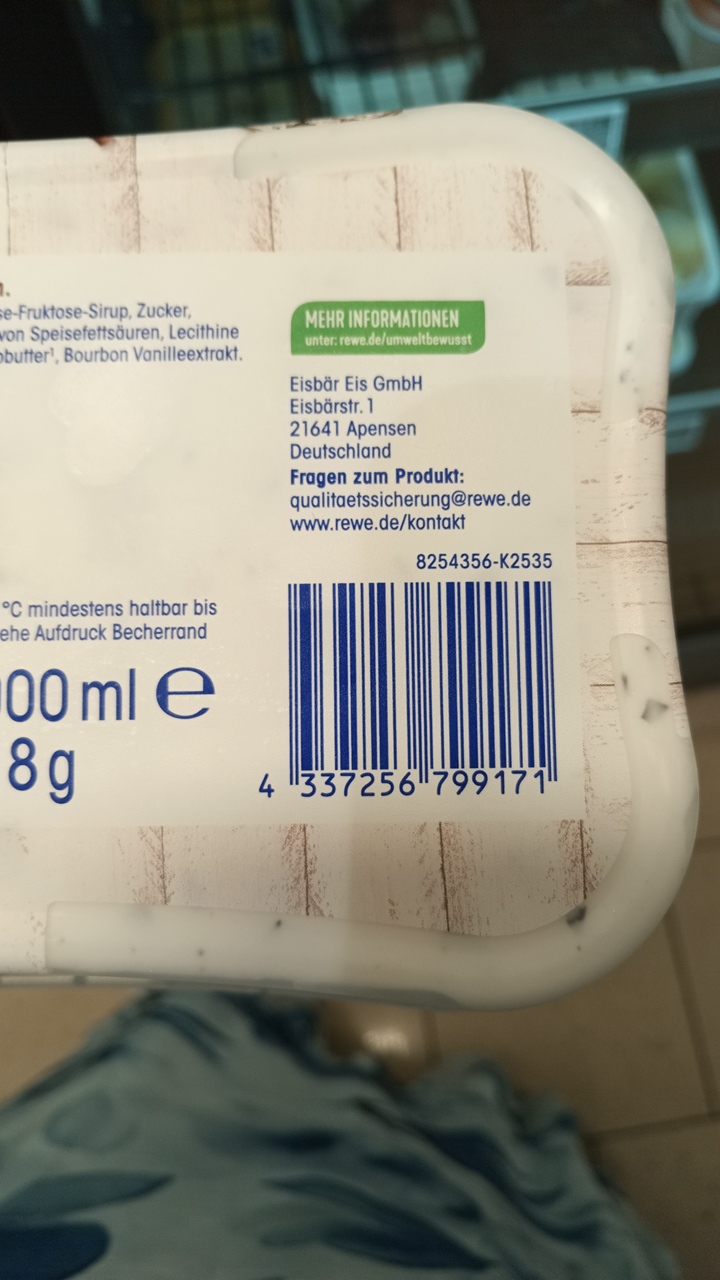 se-Fruktose-Sirup, Zucker,
von Speisefettsäuren, Lecithine
butter¹, Bourbon Vanilleextrakt.
MEHR INFORMATIONEN
unter: rewe.de/umweltbewusst
Eisbär Eis GmbH
Eisbärstr. 1
21641 Apensen
Deutschland
Fragen zum Produkt:
qualitaetssicherung@rewe.de
www.rewe.de/kontakt
8254356-K2535
°C mindestens haltbar bis
ehe Aufdruck Becherrand
00 ml e
8 g
4 337256 799171